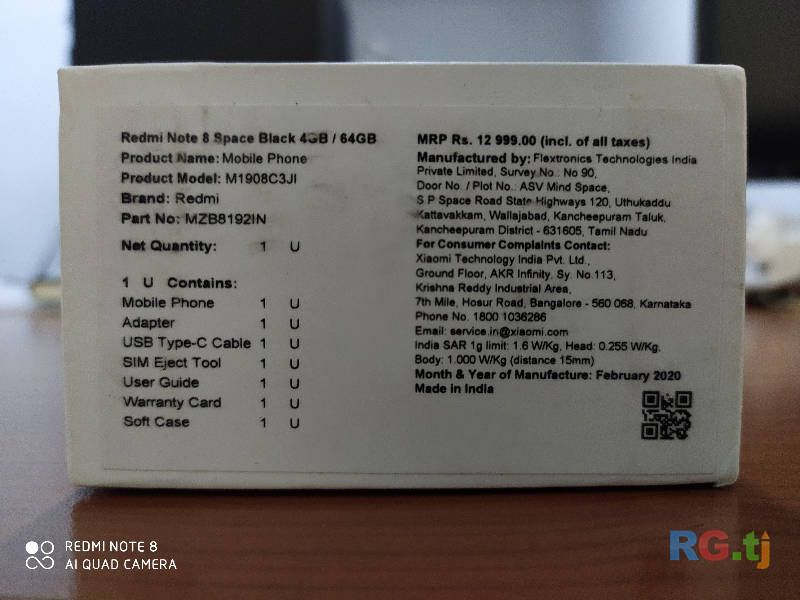 Redmi Note 8 Space Black 4GB / 64GB
Product Name: Mobile Phone
Product Model: M1908C3JI
Brand: Redmi
Part No: MZB8192IN
Net Quantity: 1 U
1 U Contains:
Mobile Phone 1 U
Adapter 1 U
USB Type-C Cable 1 U
SIM Eject Tool 1 U
User Guide 1 U
Warranty Card 1 U
Soft Case 1 U
MRP Rs. 12 999.00 (incl. of all taxes)
Manufactured by: Flextronics Technologies India
Private Limited, Survey No.: No 90,
Door No. / Plot No.: ASV Mind Space,
S P Space Road State Highways 120, Uthukaddu
Kattavakkam, Wallajabad, Kancheepuram Taluk,
Kancheepuram District - 631605, Tamil Nadu
For Consumer Complaints Contact:
Xiaomi Technology India Pvt. Ltd.,
Ground Floor, AKR Infinity, Sy. No.113,
Krishna Reddy Industrial Area,
7th Mile, Hosur Road, Bangalore - 560 068, Karnataka
Phone No. 1800 1036286
Email: service.in@xiaomi.com
India SAR 1g limit: 1.6 W/Kg, Head: 0.255 W/Kg,
Body: 1.000 W/Kg (distance 15mm)
Month & Year of Manufacture: February 2020
Made in India
REDMI NOTE 8
AI QUAD CAMERA
RG.tj